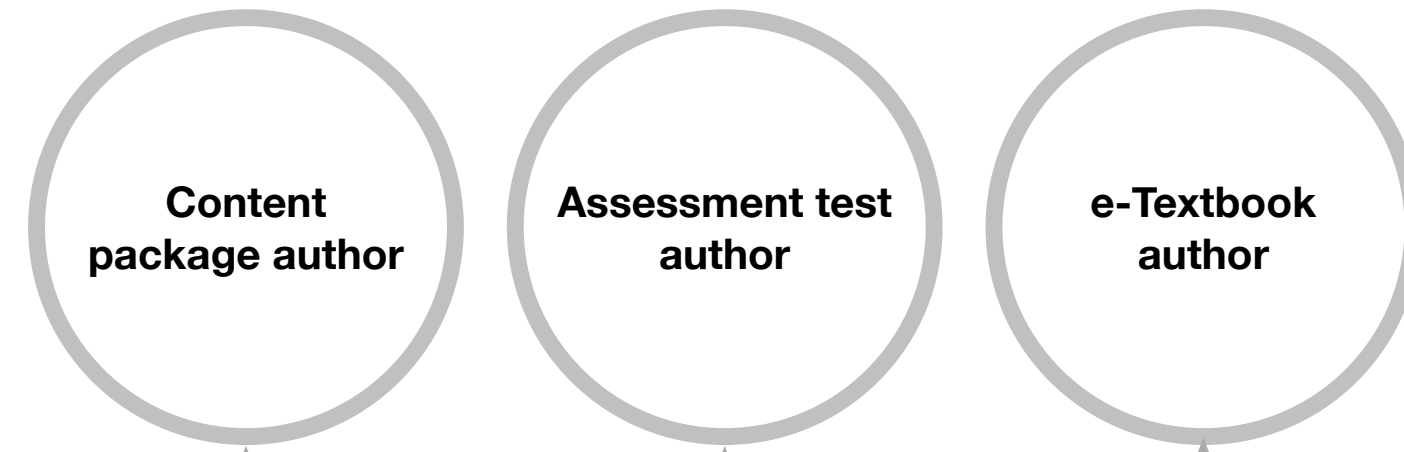 Content
package author
Assessment test
author
e-Textbook
author